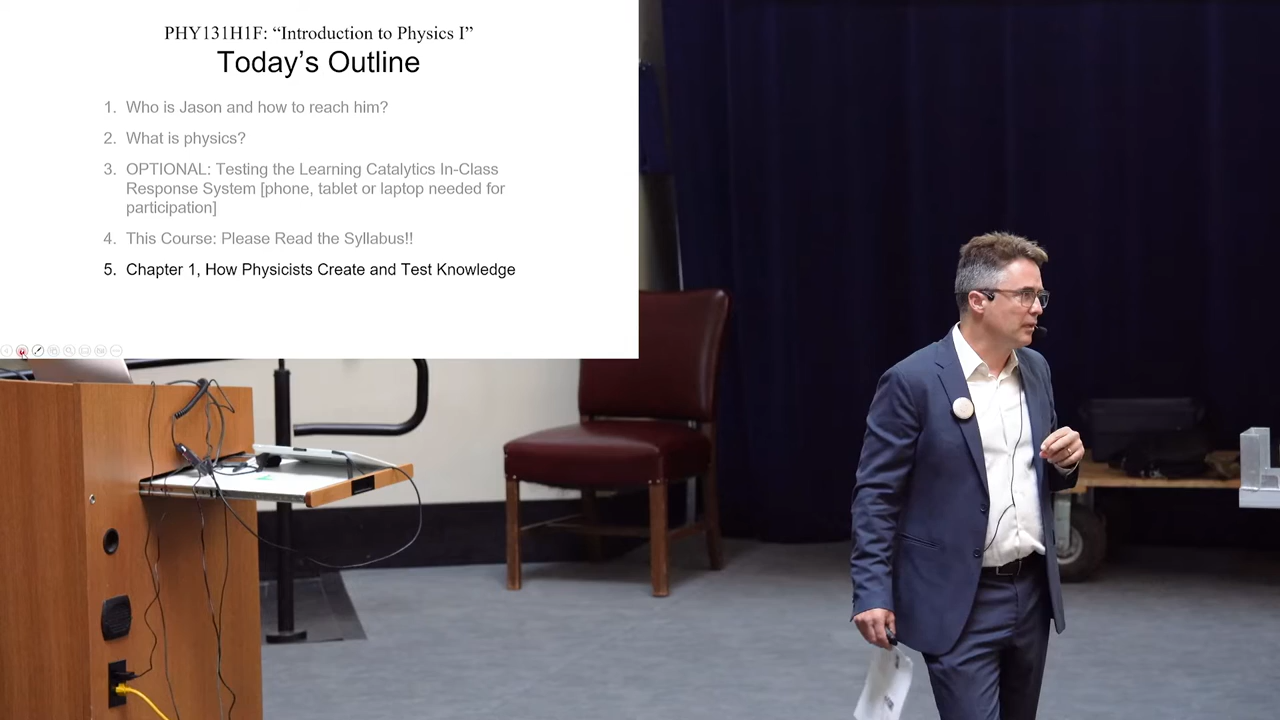 PHY131H1F: “Introduction to Physics I”
Today’s Outline
1. Who is Jason and how to reach him?
2. What is physics?
3. OPTIONAL: Testing the Learning Catalytics In-Class
Response System [phone, tablet or laptop needed for
participation]
4. This Course: Please Read the Syllabus!!
5. Chapter 1, How Physicists Create and Test Knowledge